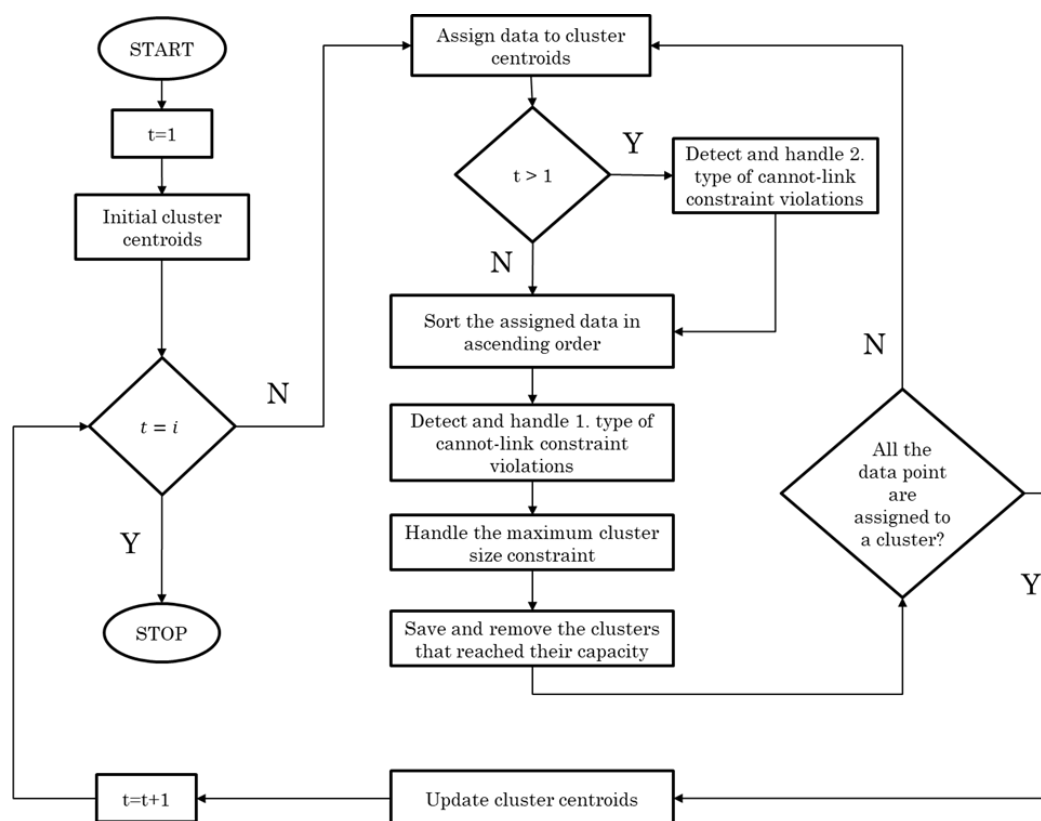 START
t=1
Initial cluster
centroids
t = i
N
Y
STOP
Assign data to cluster
centroids
t > 1
Y
Detect and handle 2.
type of cannot-link
constraint violations
N
Sort the assigned data in
ascending order
Detect and handle 1. type
of cannot-link constraint
violations
Handle the maximum cluster
size constraint
Save and remove the clusters
that reached their capacity
N
All the
data point
are
assigned to
a cluster?
Y
Update cluster centroids
t=t+1